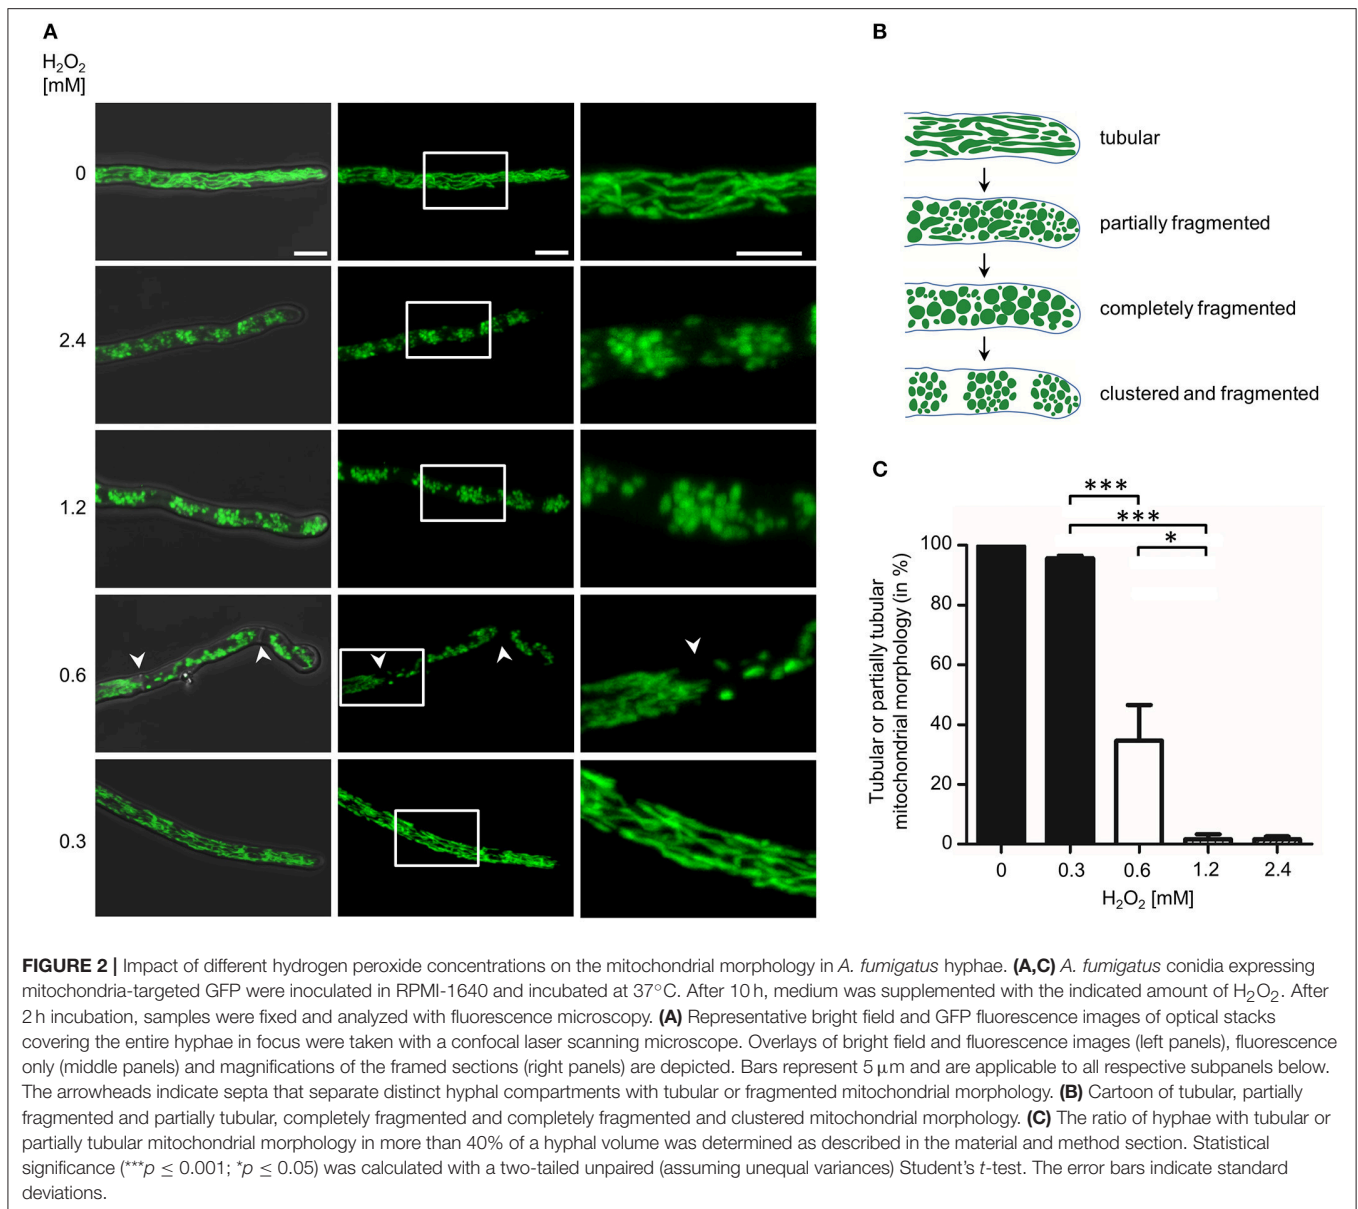 A
H₂O₂
[mM]
0
2.4
1.2
0.6
0.3
B
tubular
partially fragmented
completely fragmented
clustered and fragmented
C
***
***
*
Tubular or partially tubular
mitochondrial morphology (in %)
100
80
60
40
20
0
0 0.3 0.6 1.2 2.4
H₂O₂ [mM]
FIGURE 2 | Impact of different hydrogen peroxide concentrations on the mitochondrial morphology in A. fumigatus hyphae. (A,C) A. fumigatus conidia expressing
mitochondria-targeted GFP were inoculated in RPMI-1640 and incubated at 37°C. After 10 h, medium was supplemented with the indicated amount of H₂O₂. After
2 h incubation, samples were fixed and analyzed with fluorescence microscopy. (A) Representative bright field and GFP fluorescence images of optical stacks
covering the entire hyphae in focus were taken with a confocal laser scanning microscope. Overlays of bright field and fluorescence images (left panels), fluorescence
only (middle panels) and magnifications of the framed sections (right panels) are depicted. Bars represent 5 μm and are applicable to all respective subpanels below.
The arrowheads indicate septa that separate distinct hyphal compartments with tubular or fragmented mitochondrial morphology. (B) Cartoon of tubular, partially
fragmented and partially tubular, completely fragmented and completely fragmented and clustered mitochondrial morphology. (C) The ratio of hyphae with tubular or
partially tubular mitochondrial morphology in more than 40% of a hyphal volume was determined as described in the material and method section. Statistical
significance (***p ≤ 0.001; *p ≤ 0.05) was calculated with a two-tailed unpaired (assuming unequal variances) Student's t-test. The error bars indicate standard
deviations.